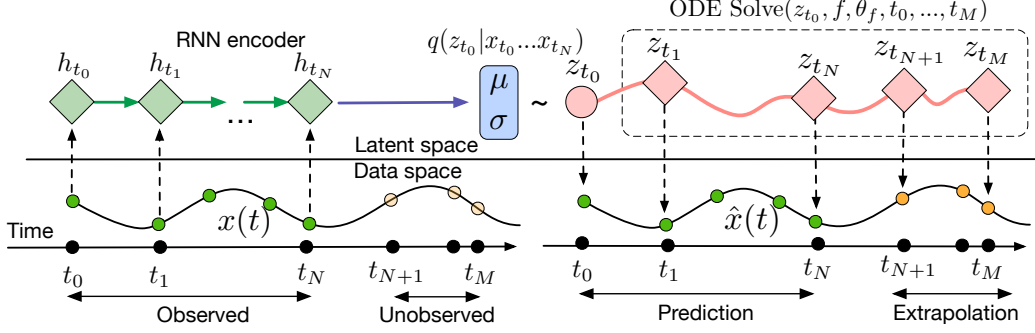 ODE Solve(z_{t_0}, f, θ_f, t_0, ..., t_M)
RNN encoder
q(z_{t_0}|x_{t_0}...x_{t_N})
h_{t_0} h_{t_1} h_{t_N}
z_{t_0} z_{t_1} z_{t_N} z_{t_{N+1}} z_{t_M}
...
μ
σ
~
Latent space
Data space
x(t) x̂(t)
Time
t_0 t_1 t_N t_{N+1} t_M t_0 t_1 t_N t_{N+1} t_M
Observed Unobserved Prediction Extrapolation